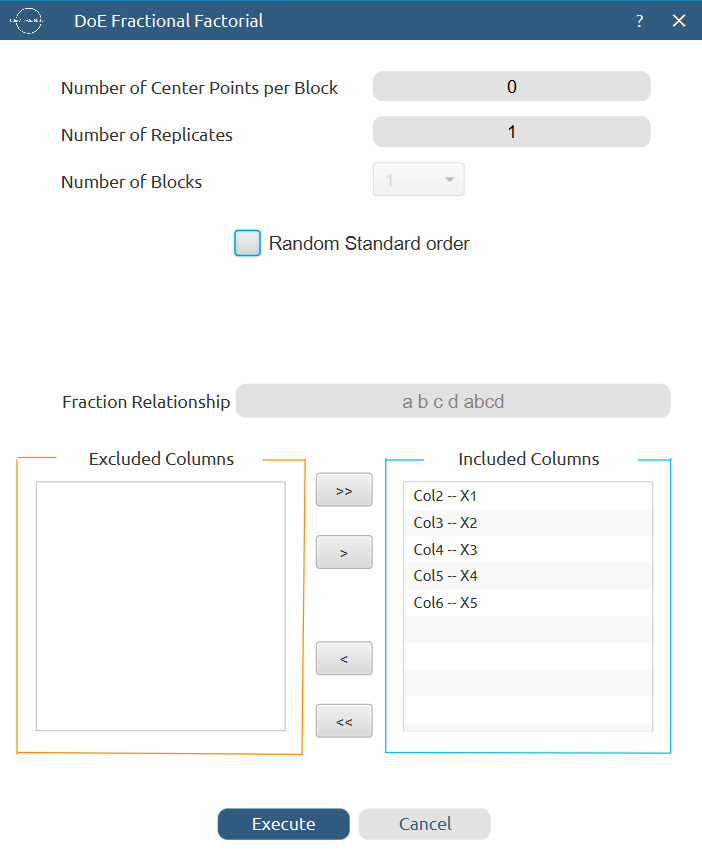 DoE Fractional Factorial
?
Number of Center Points per Block 0
Number of Replicates 1
Number of Blocks 1
Random Standard order
Fraction Relationship a b c d abcd
Excluded Columns
Included Columns
>>
>
<
<<
Col2 -- X1
Col3 -- X2
Col4 -- X3
Col5 -- X4
Col6 -- X5
Execute
Cancel